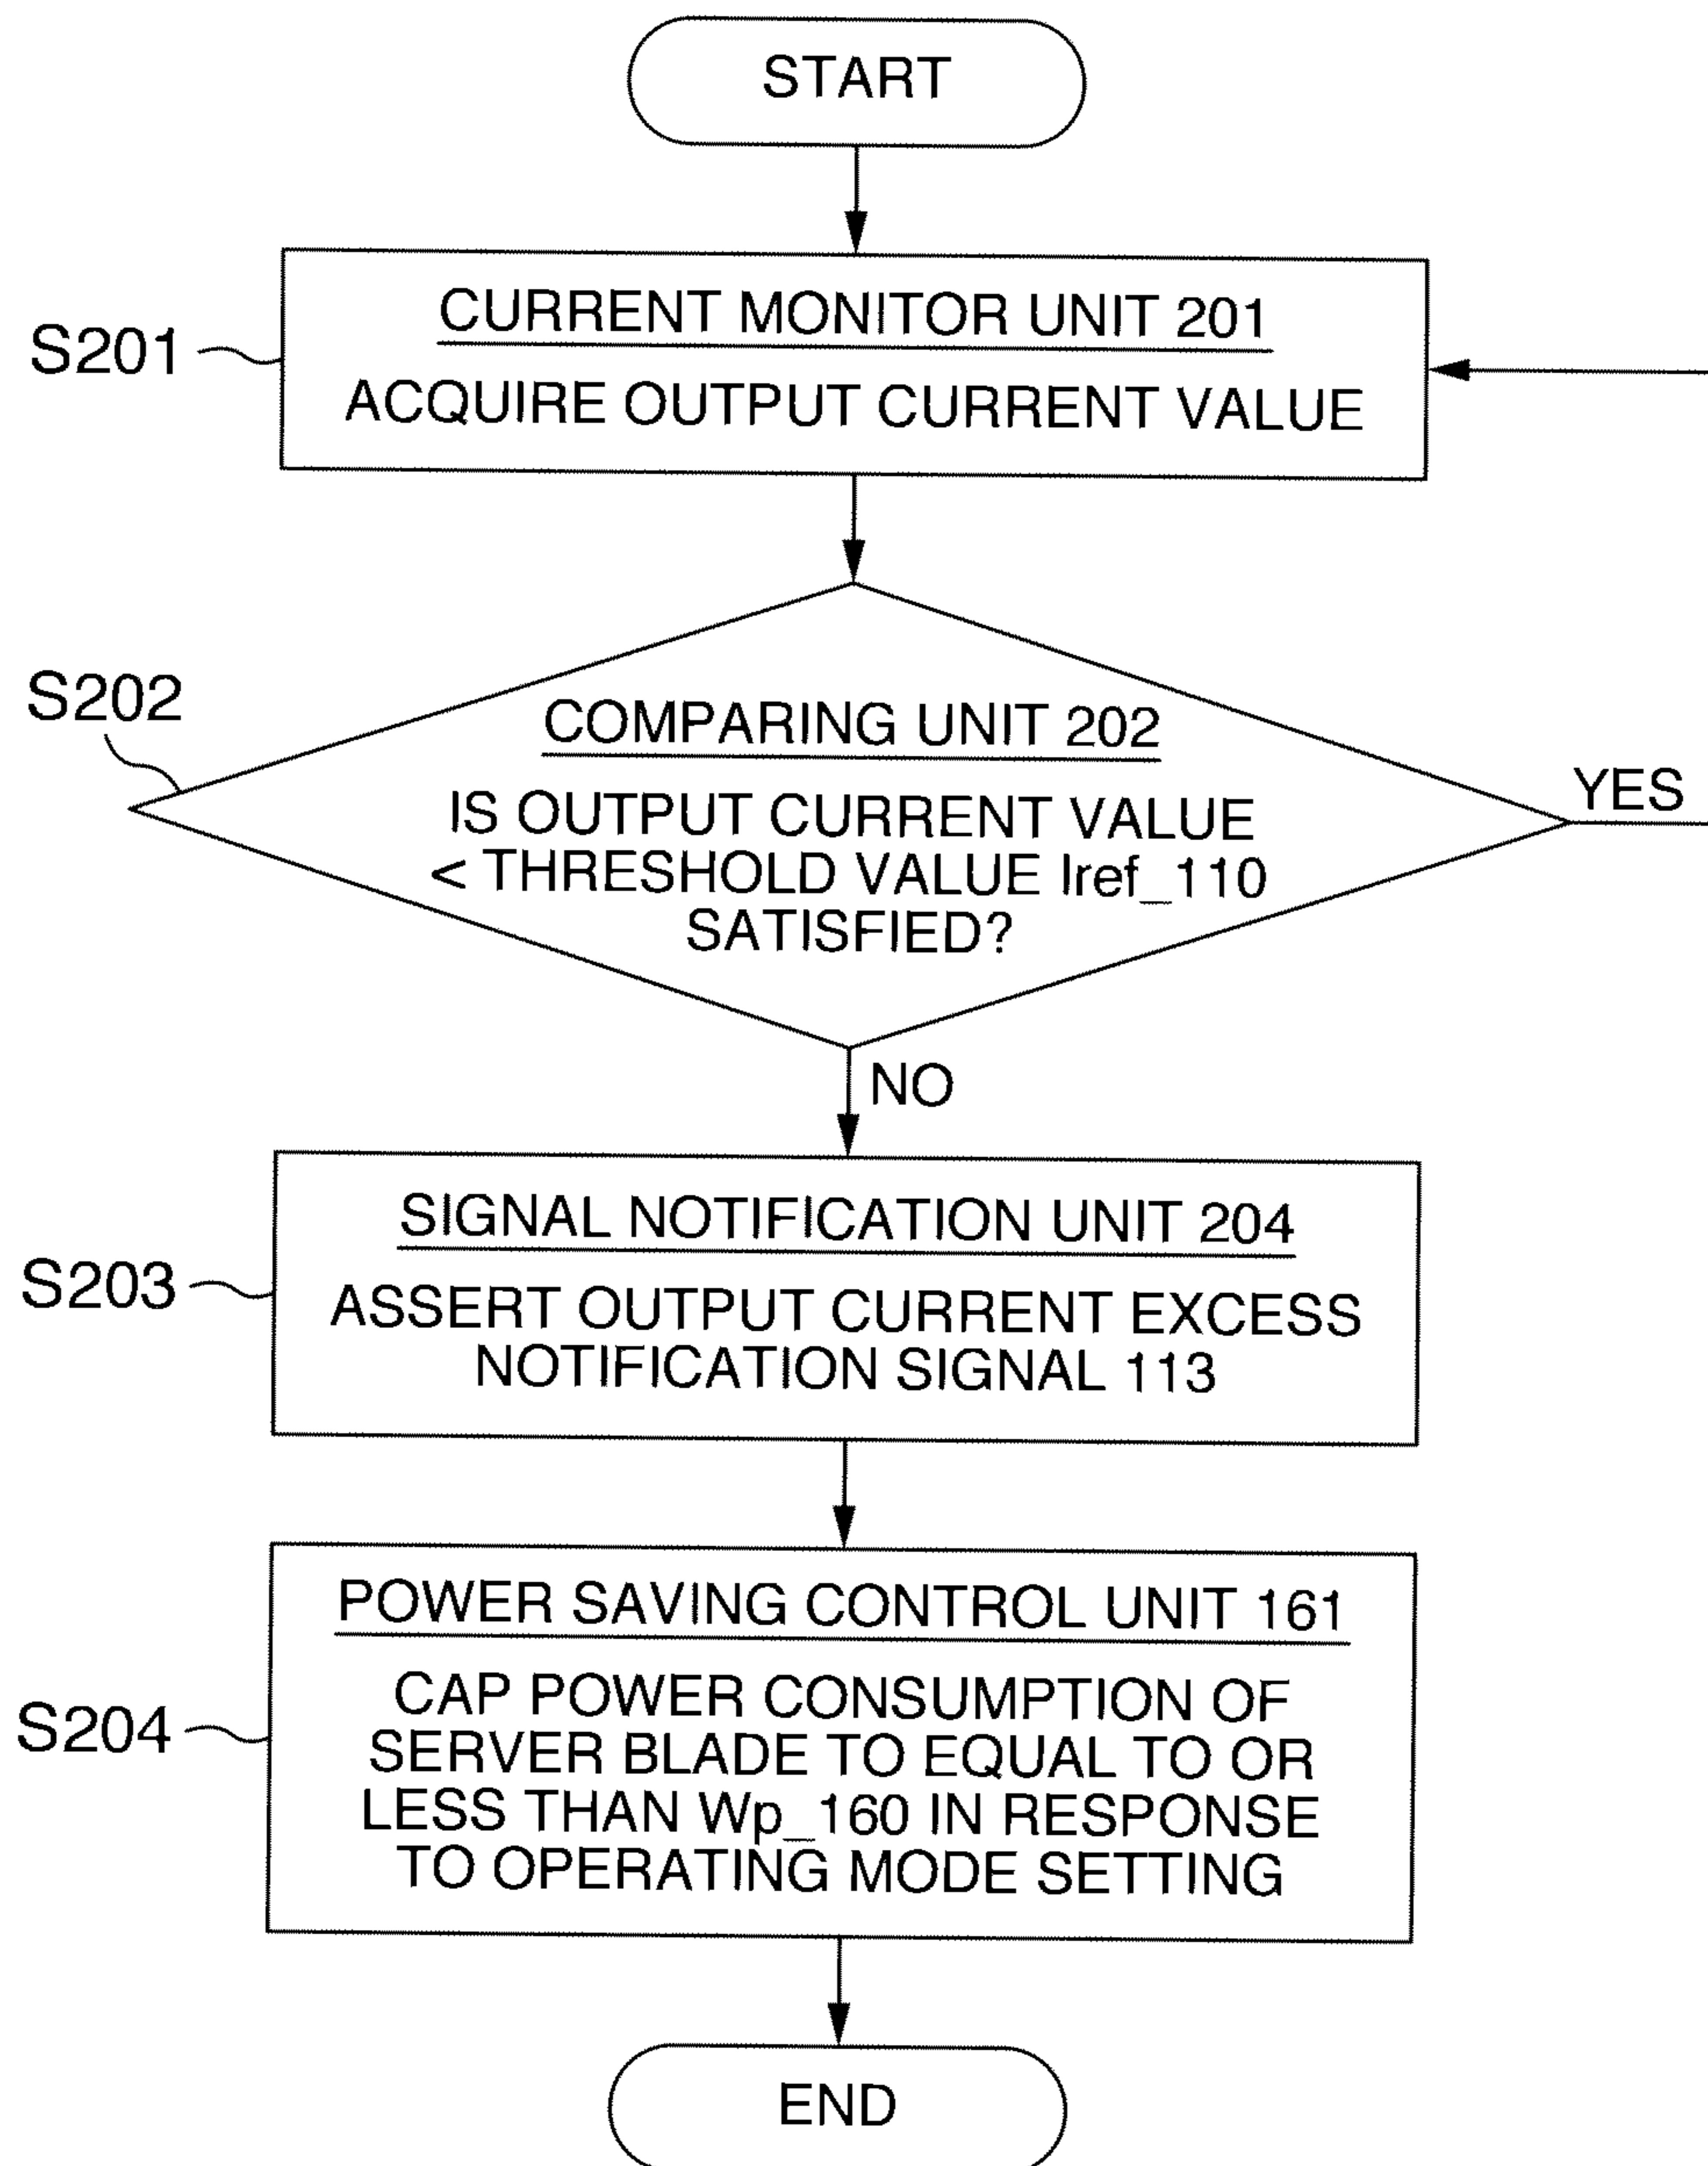 START
S201
CURRENT MONITOR UNIT 201
ACQUIRE OUTPUT CURRENT VALUE
S202
COMPARING UNIT 202
IS OUTPUT CURRENT VALUE
< THRESHOLD VALUE Iref_110
SATISFIED?
YES
NO
S203
SIGNAL NOTIFICATION UNIT 204
ASSERT OUTPUT CURRENT EXCESS
NOTIFICATION SIGNAL 113
S204
POWER SAVING CONTROL UNIT 161
CAP POWER CONSUMPTION OF
SERVER BLADE TO EQUAL TO OR
LESS THAN Wp_160 IN RESPONSE
TO OPERATING MODE SETTING
END